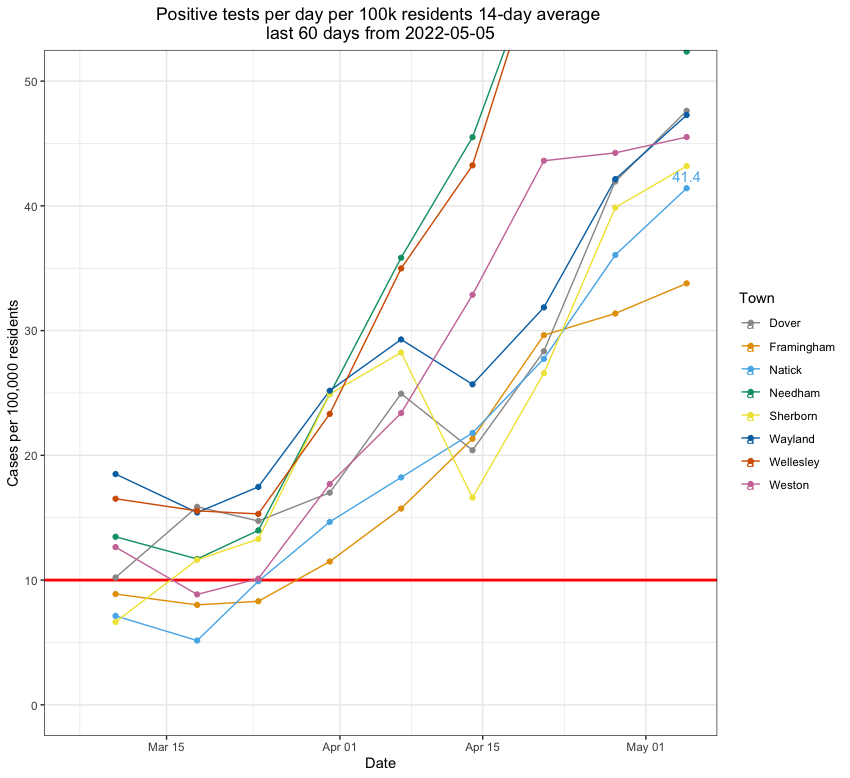 Positive tests per day per 100k residents 14-day average
last 60 days from 2022-05-05
Cases per 100,000 residents
50
40
30
20
10
0
41.4
Mar 15
Apr 01
Apr 15
May 01
Date
Town
a Dover
a Framingham
a Natick
a Needham
a Sherborn
a Wayland
a Wellesley
a Weston